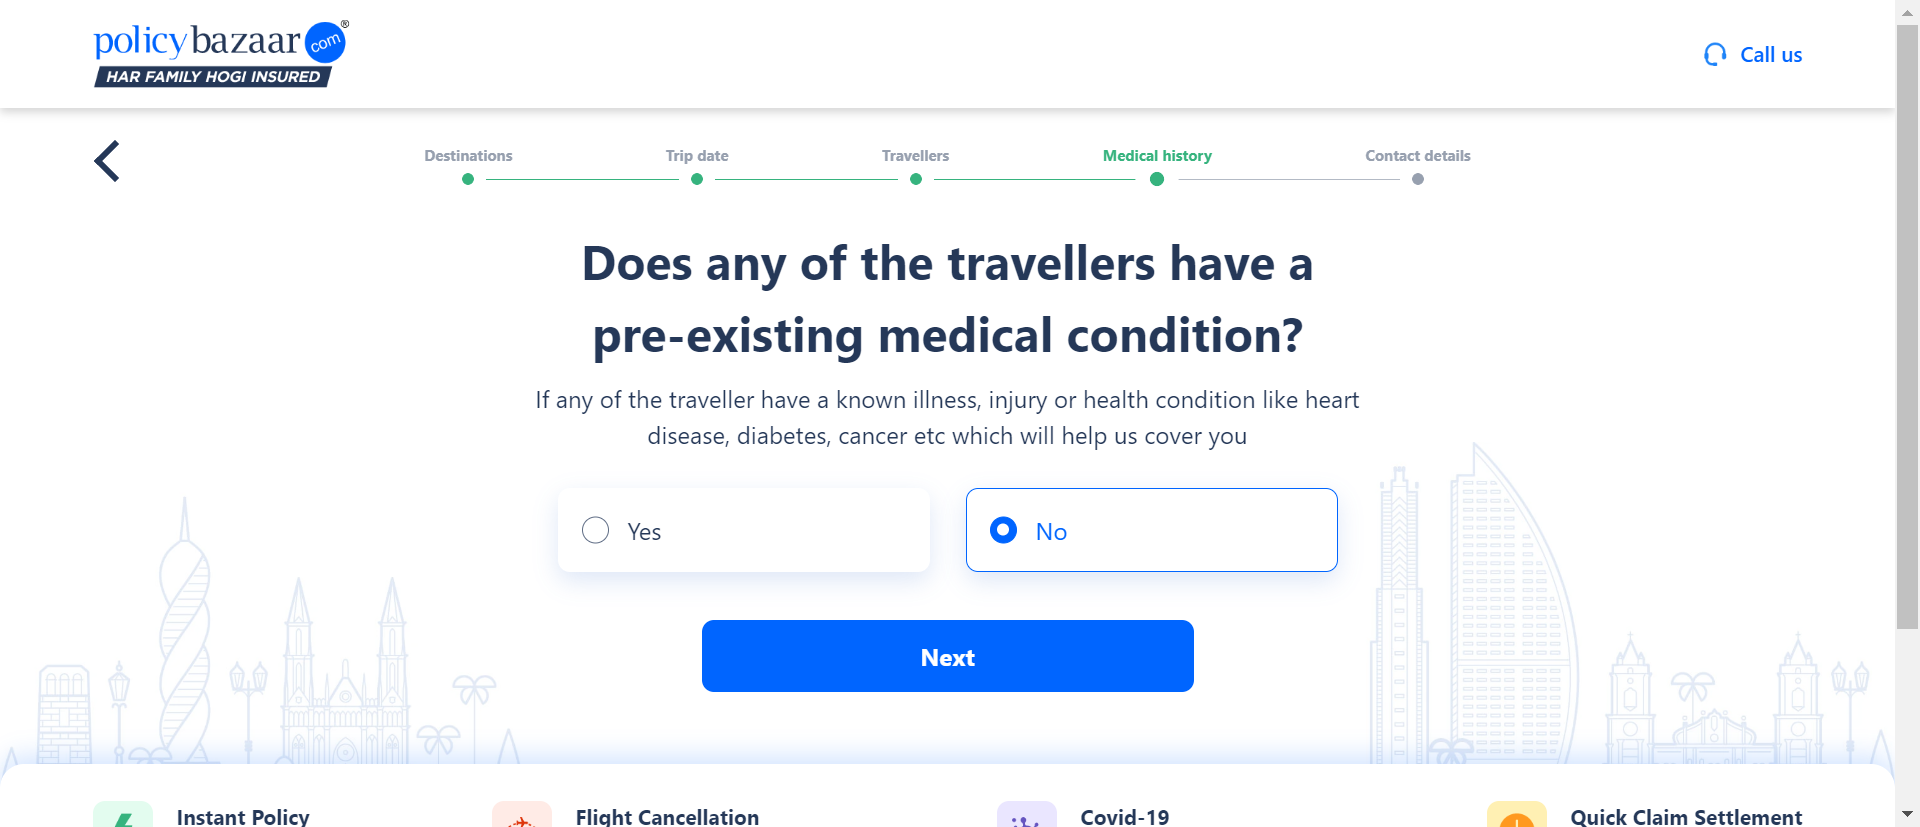 policybazaar com ®
HAR FAMILY HOGI INSURED
Call us
Destinations
Trip date
Travellers
Medical history
Contact details
Does any of the travellers have a
pre-existing medical condition?
If any of the traveller have a known illness, injury or health condition like heart
disease, diabetes, cancer etc which will help us cover you
Yes
No
Next
Instant Policy
Flight Cancellation
Covid-19
Quick Claim Settlement